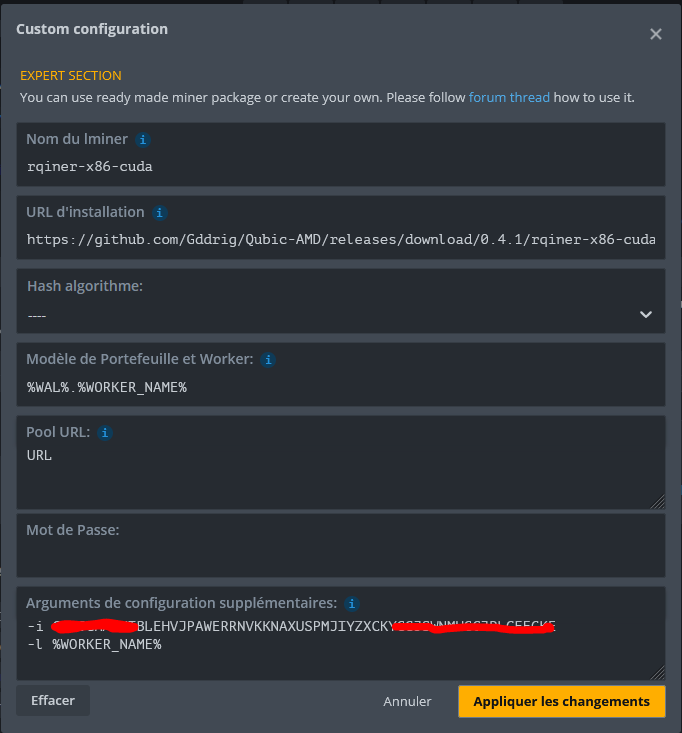 Custom configuration
EXPERT SECTION
You can use ready made miner package or create your own. Please follow forum thread how to use it.
Nom du lminer
rqiner-x86-cuda
URL d'installation
https://github.com/Gddrig/Qubic-AMD/releases/download/0.4.1/rqiner-x86-cuda
Hash algorithme:
----
Modèle de Portefeuille et Worker:
%WAL%.%WORKER_NAME%
Pool URL:
URL
Mot de Passe:
Arguments de configuration supplémentaires:
-i BLEHVJPAWERRNVKKNAXUSPMJIYZXCKY
-l %WORKER_NAME%
Effacer
Annuler
Appliquer les changements